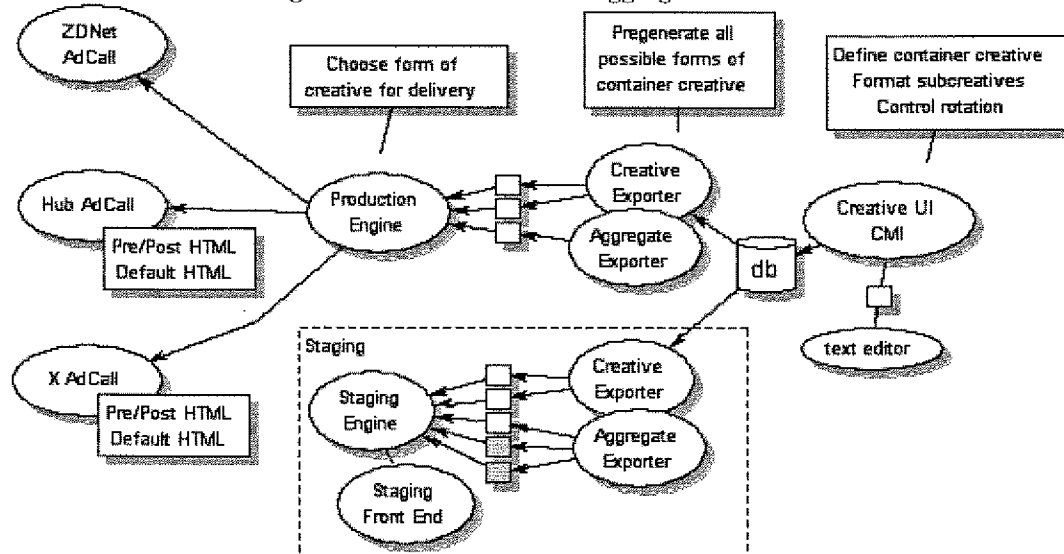 ZDNet
AdCall
Choose form of
creative for delivery
Pregenerate all
possible forms of
container creative
Define container creative
Format subcreatives
Control rotation
Hub AdCall
Pre/Post HTML
Default HTML
Production
Engine
Creative
Exporter
Aggregate
Exporter
Creative UI
CMI
db
text editor
X AdCall
Pre/Post HTML
Default HTML
Staging
Staging
Engine
Creative
Exporter
Aggregate
Exporter
Staging
Front End